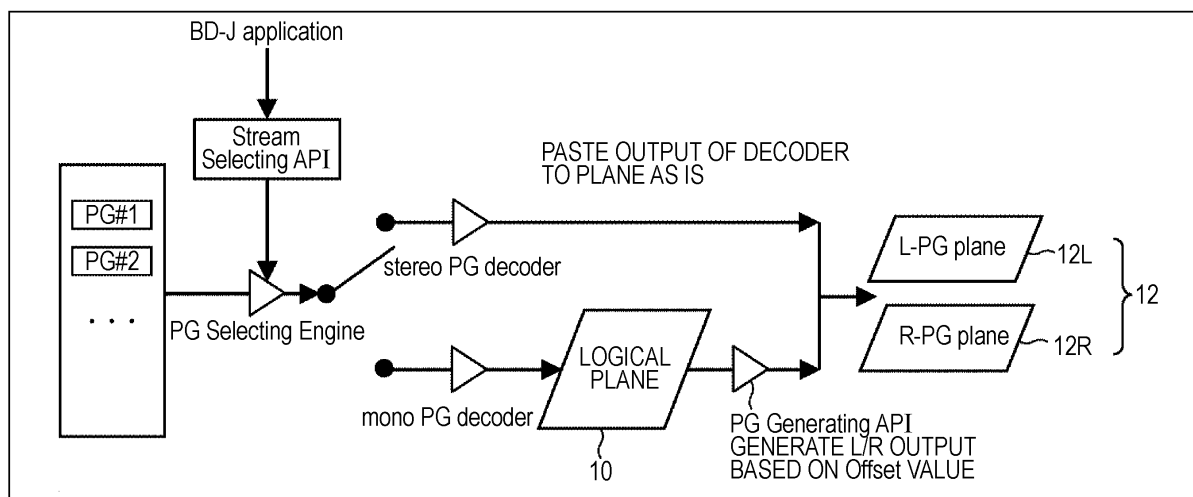 BD-J application
Stream
Selecting API
PASTE OUTPUT OF DECODER
TO PLANE AS IS
PG#1
PG#2
. . .
PG Selecting Engine
stereo PG decoder
mono PG decoder
LOGICAL
PLANE
10
PG Generating API
GENERATE L/R OUTPUT
BASED ON Offset VALUE
L-PG plane
12L
R-PG plane
12R
12